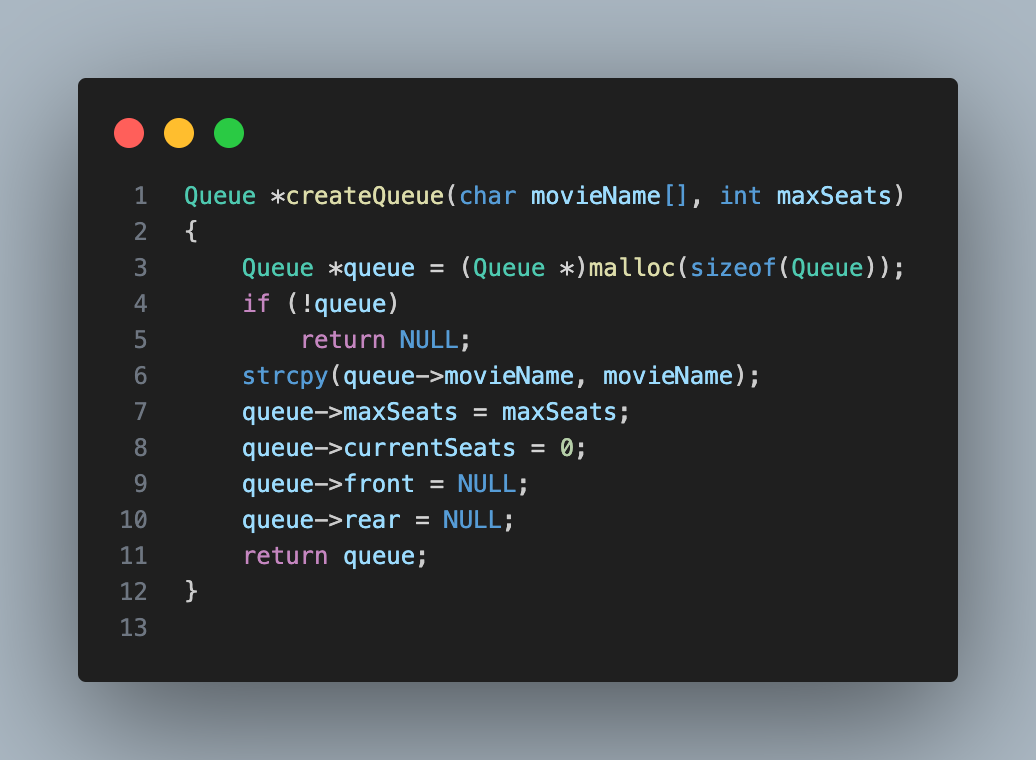 1 Queue *createQueue(char movieName[], int maxSeats)
2 {
3     Queue *queue = (Queue *)malloc(sizeof(Queue));
4     if (!queue)
5         return NULL;
6     strcpy(queue->movieName, movieName);
7     queue->maxSeats = maxSeats;
8     queue->currentSeats = 0;
9     queue->front = NULL;
10     queue->rear = NULL;
11     return queue;
12 }
13